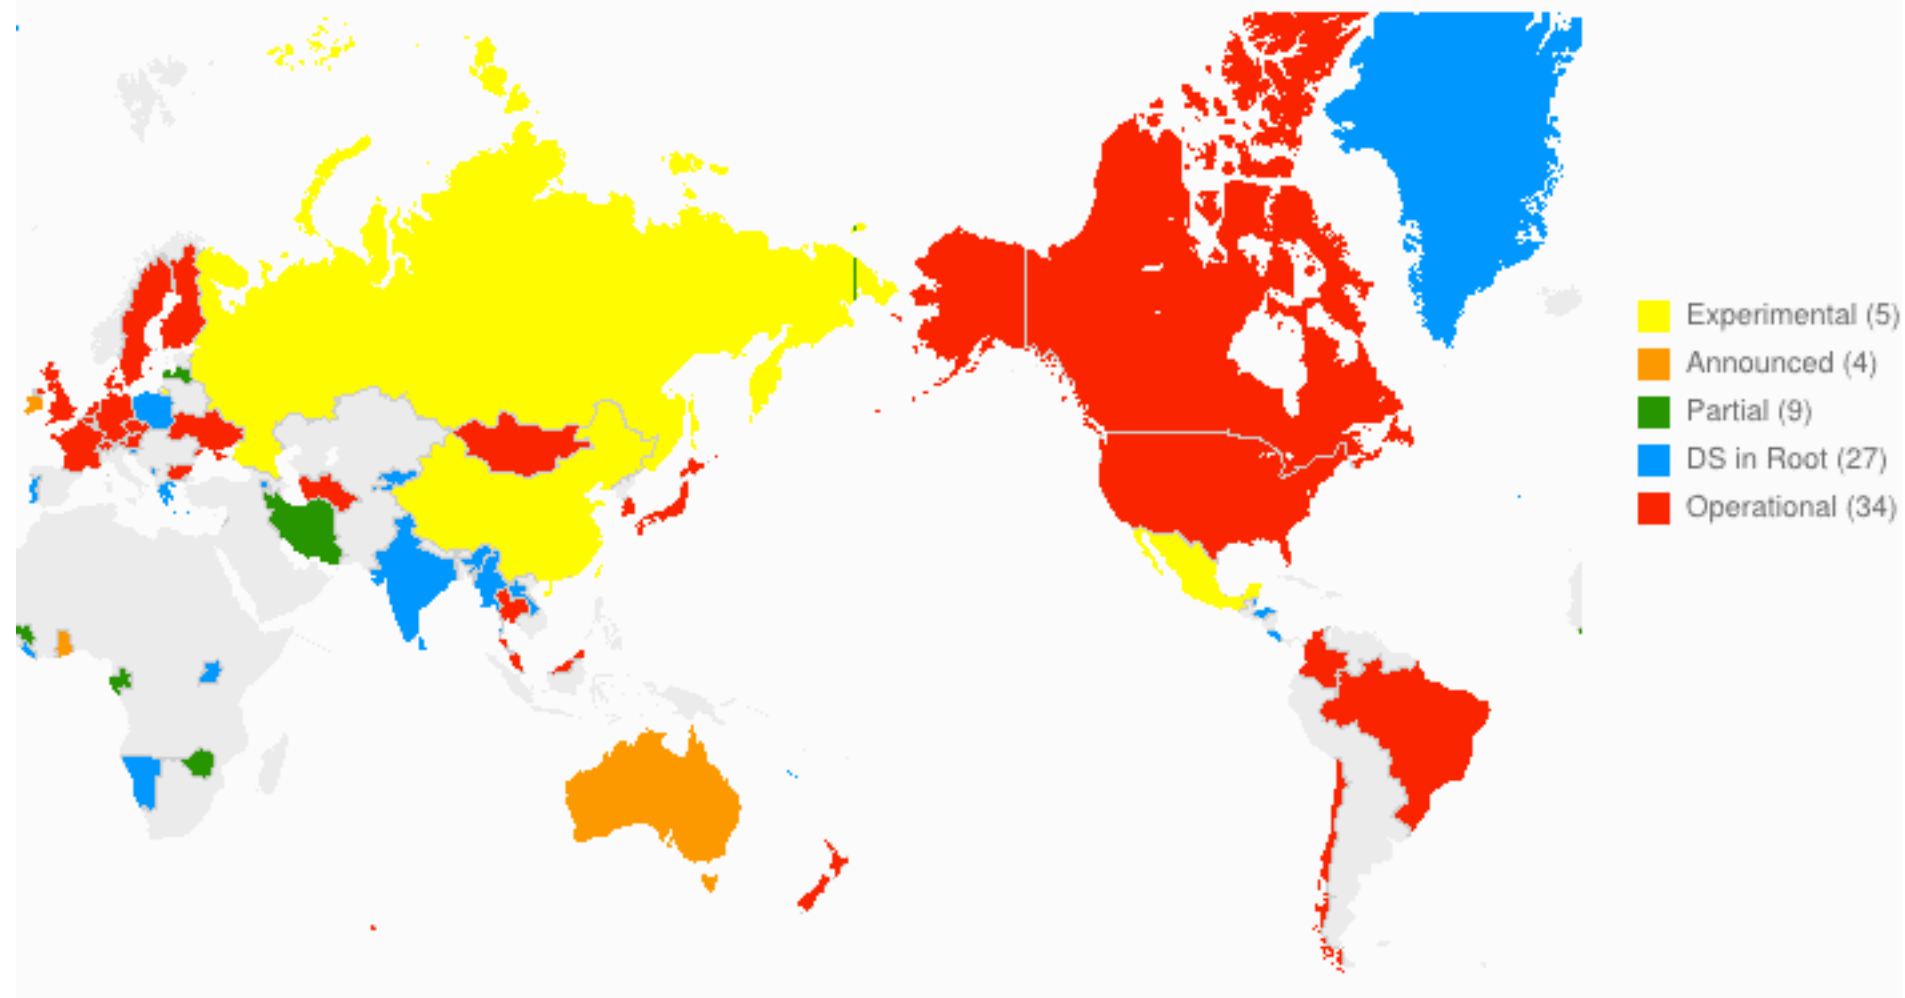 Experimental (5)
Announced (4)
Partial (9)
DS in Root (27)
Operational (34)